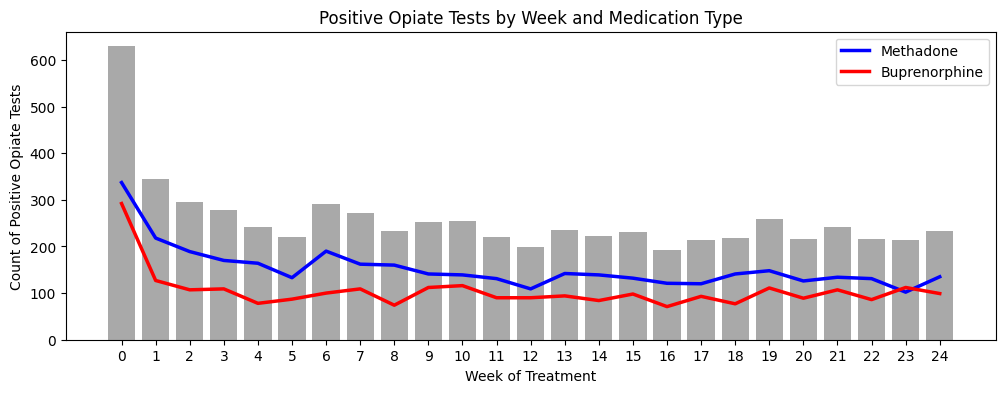 Positive Opiate Tests by Week and Medication Type
Methadone
Buprenorphine
Count of Positive Opiate Tests
600
500
400
300
200
100
0
0 1 2 3 4 5 6 7 8 9 10 11 12 13 14 15 16 17 18 19 20 21 22 23 24
Week of Treatment